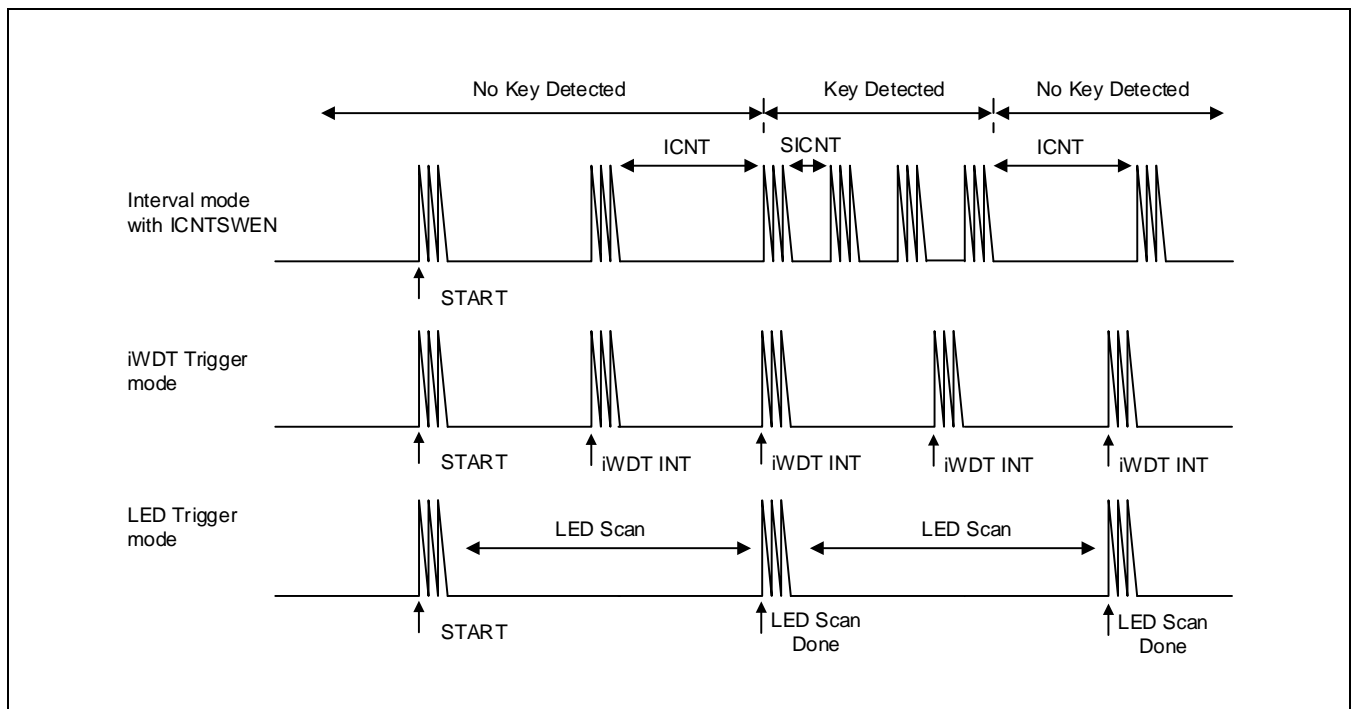 No Key Detected
Key Detected
No Key Detected
ICNT
SICNT
ICNT
Interval mode
with ICNTSWEN
START
iWDT Trigger
mode
START
iWDT INT
iWDT INT
iWDT INT
iWDT INT
LED Trigger
mode
LED Scan
LED Scan
START
LED Scan
Done
LED Scan
Done